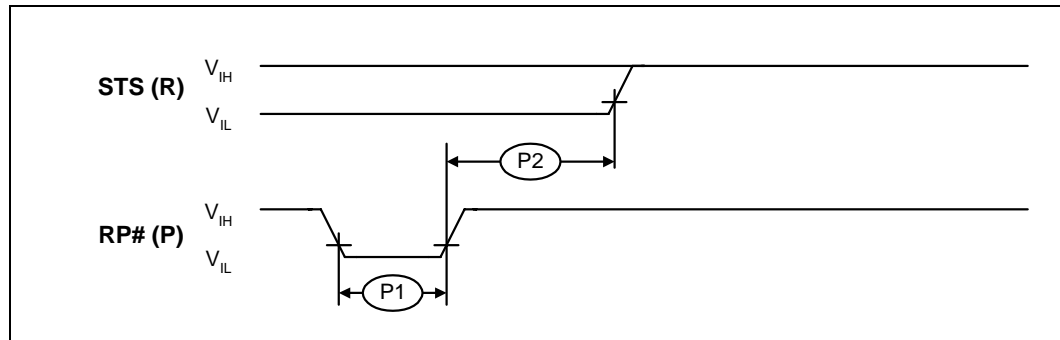 STS (R)
V_IH
V_IL
P2
RP# (P)
V_IH
V_IL
P1